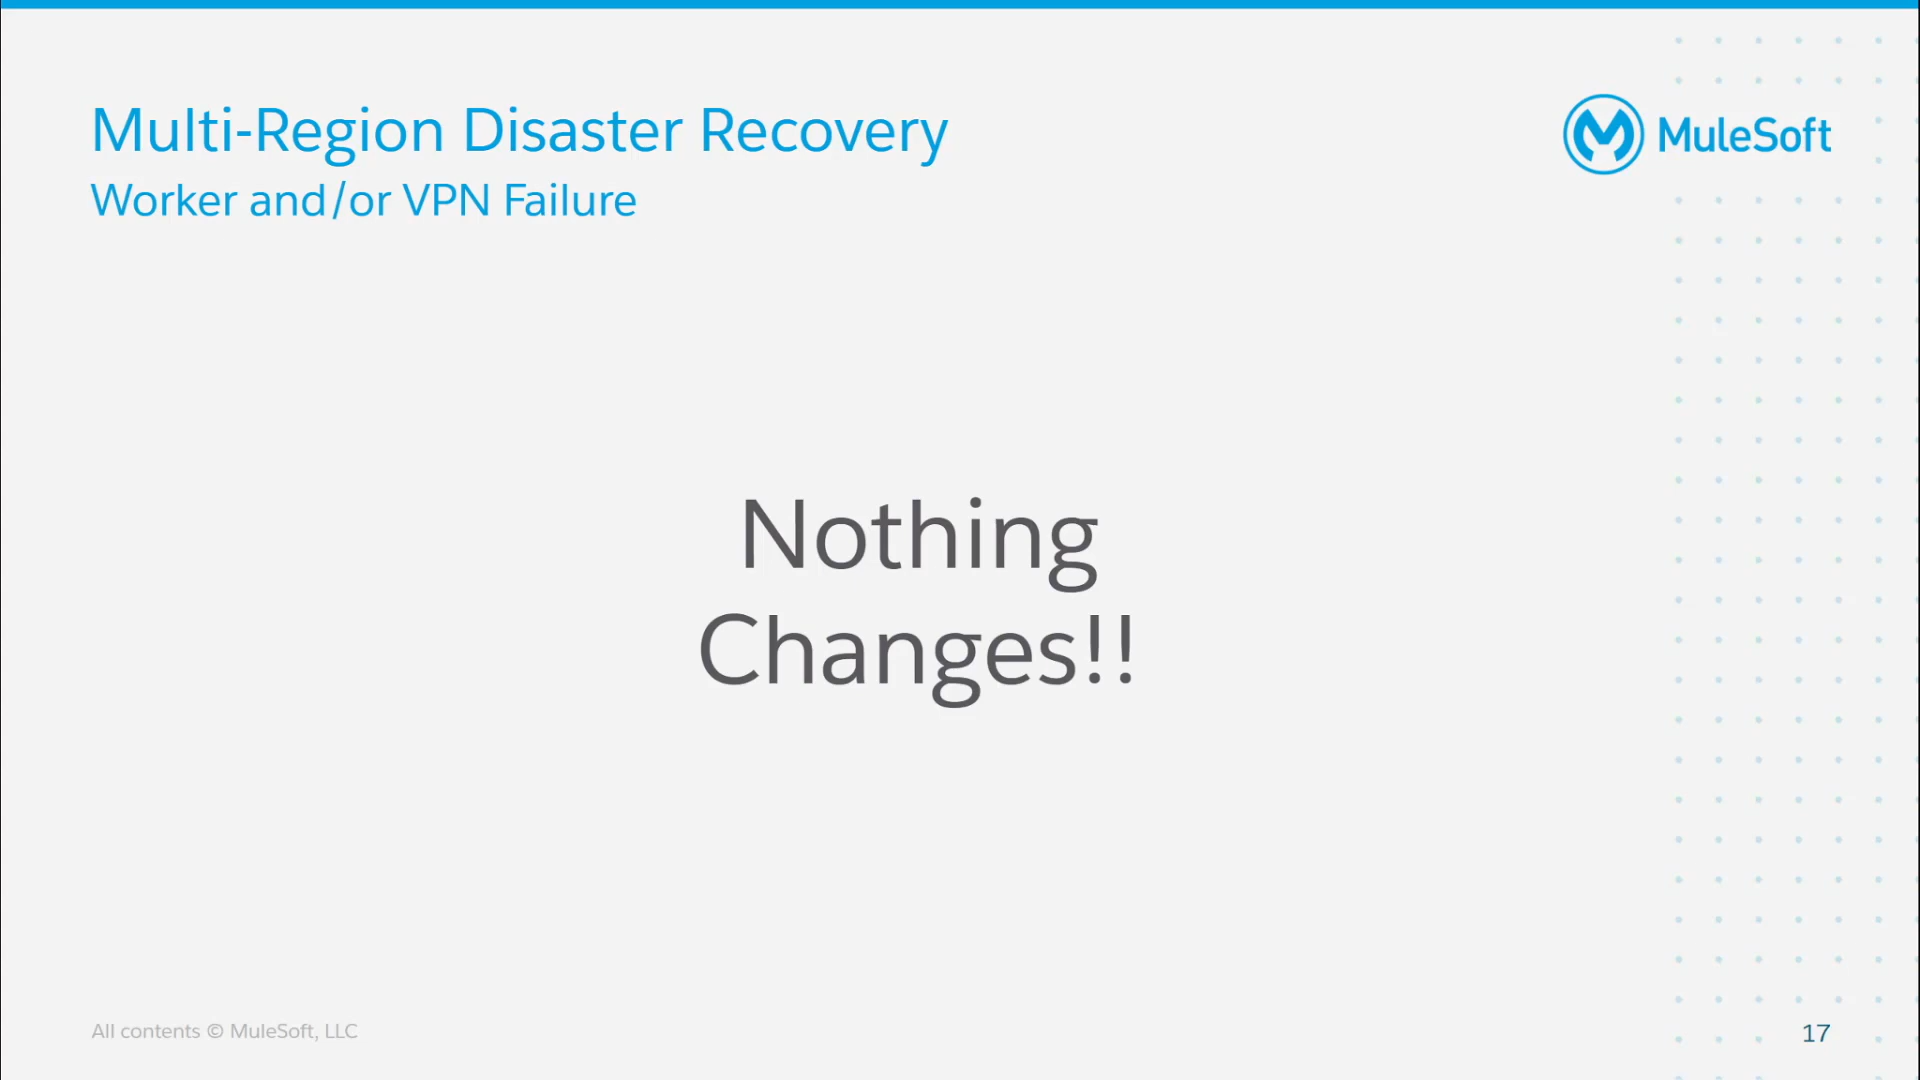 Multi-Region Disaster Recovery
Worker and/or VPN Failure
MuleSoft
Nothing
Changes!!
All contents © MuleSoft, LLC
17